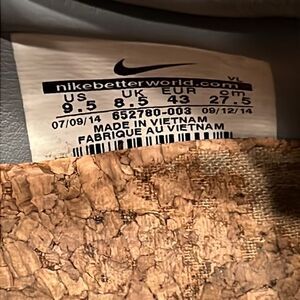 nikebetterworld.com VL
US UK EUR cm
9.5 8.5 43 27.5
07/09/14 652780-003 09/12/14
MADE IN VIETNAM
FABRIQUE AU VIETNAM